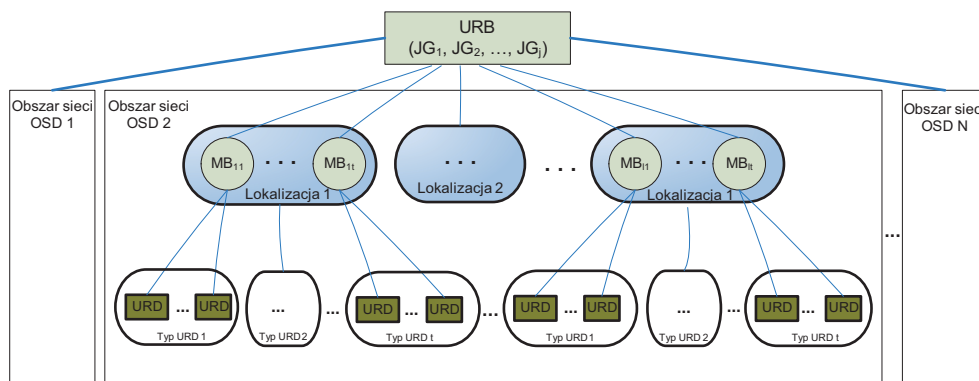 URB
(JG1, JG2, …, JGj)
Obszar sieci
OSD 1
Obszar sieci
OSD 2
Obszar sieci
OSD N
MB11 ... MB1t
Lokalizacja 1
...
Lokalizacja 2
...
MBl1 ... MBlt
Lokalizacja 1
...
URD ... URD
Typ URD 1
...
Typ URD 2
...
URD ... URD
Typ URD t
...
URD ... URD
Typ URD1
...
Typ URD 2
...
URD ... URD
Typ URD t